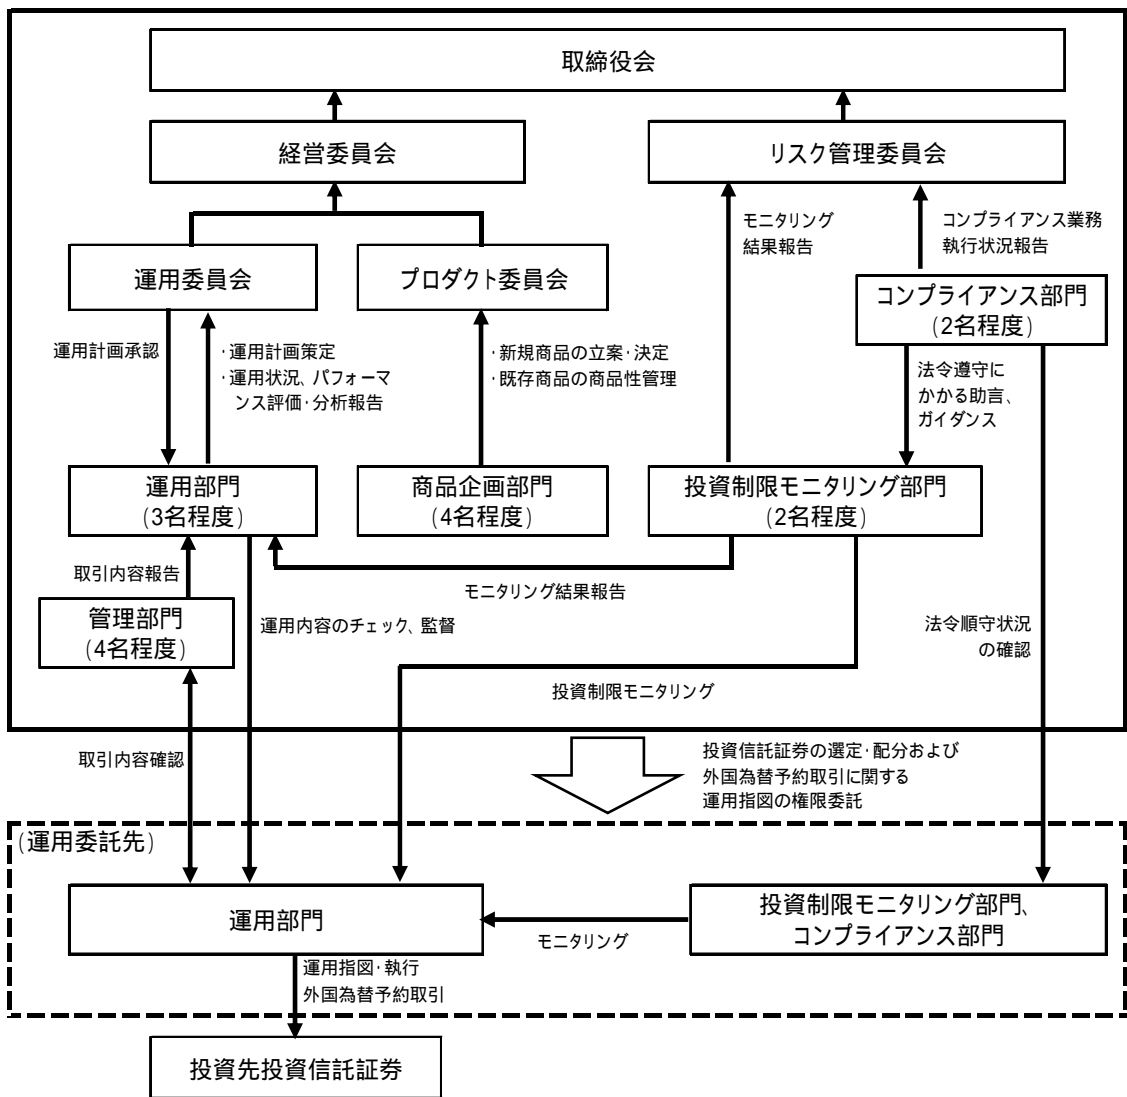 取締役会
経営委員会
リスク管理委員会
モニタリング
結果報告
コンプライアンス業務
執行状況報告
運用委員会
プロダクト委員会
コンプライアンス部門
(2名程度)
運用計画承認
・運用計画策定
・運用状況、パフォーマ
ンス評価・分析報告
・新規商品の立案・決定
・既存商品の商品性管理
法令遵守に
かかる助言、
ガイダンス
運用部門
(3名程度)
商品企画部門
(4名程度)
投資制限モニタリング部門
(2名程度)
取引内容報告
モニタリング結果報告
管理部門
(4名程度)
運用内容のチェック、監督
法令順守状況
の確認
投資制限モニタリング
取引内容確認
投資信託証券の選定・配分および
外国為替予約取引に関する
運用指図の権限委託
(運用委託先)
運用部門
モニタリング
投資制限モニタリング部門、
コンプライアンス部門
運用指図・執行
外国為替予約取引
投資先投資信託証券